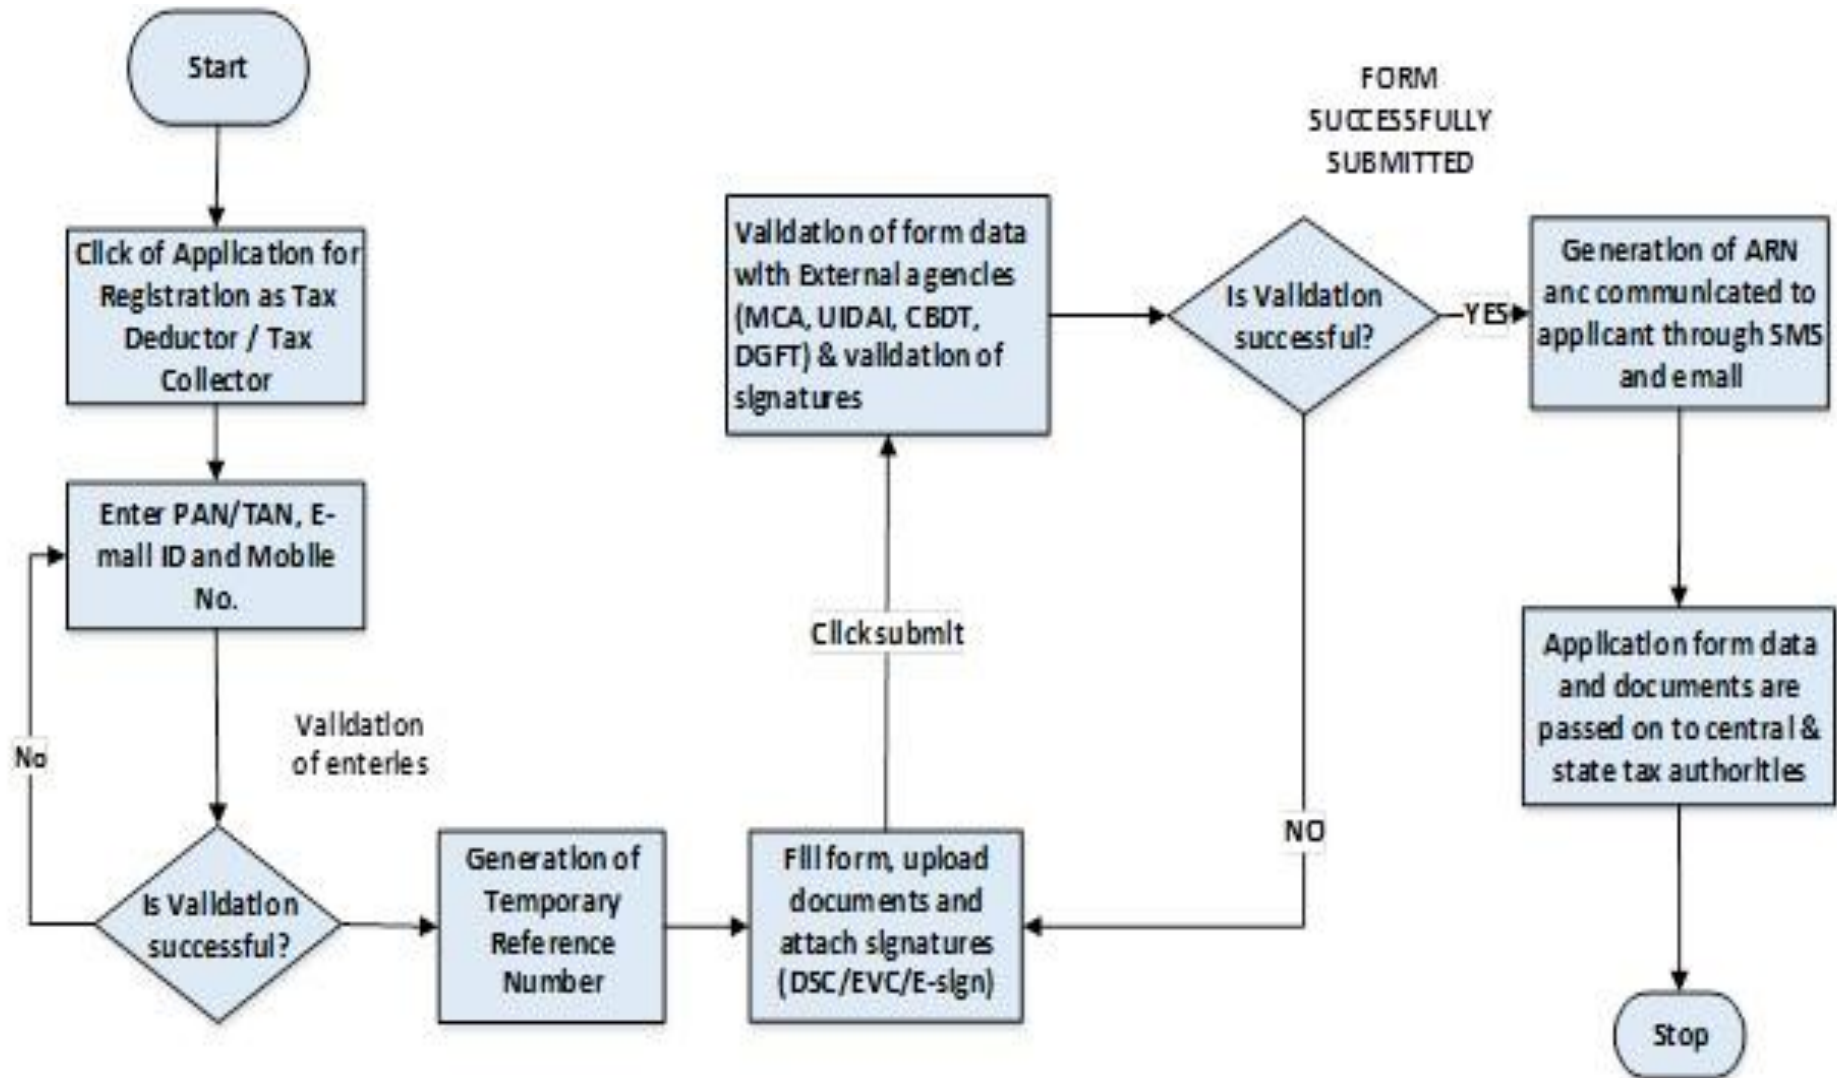 Start
Click of Application for
Registration as Tax
Deductor / Tax
Collector
Enter PAN/TAN, E-
mail ID and Mobile
No.
No
Validation
of enteries
Is Validation
successful?
Generation of
Temporary
Reference
Number
Fill form, upload
documents and
attach signatures
(DSC/EVC/E-sign)
Click submit
Validation of form data
with External agencies
(MCA, UIDAI, CBDT,
DGFT) & validation of
signatures
FORM
SUCCESSFULLY
SUBMITTED
Is Validation
successful?
YES
NO
Generation of ARN
anc communicated to
applicant through SMS
and email
Application form data
and documents are
passed on to central &
state tax authorities
Stop